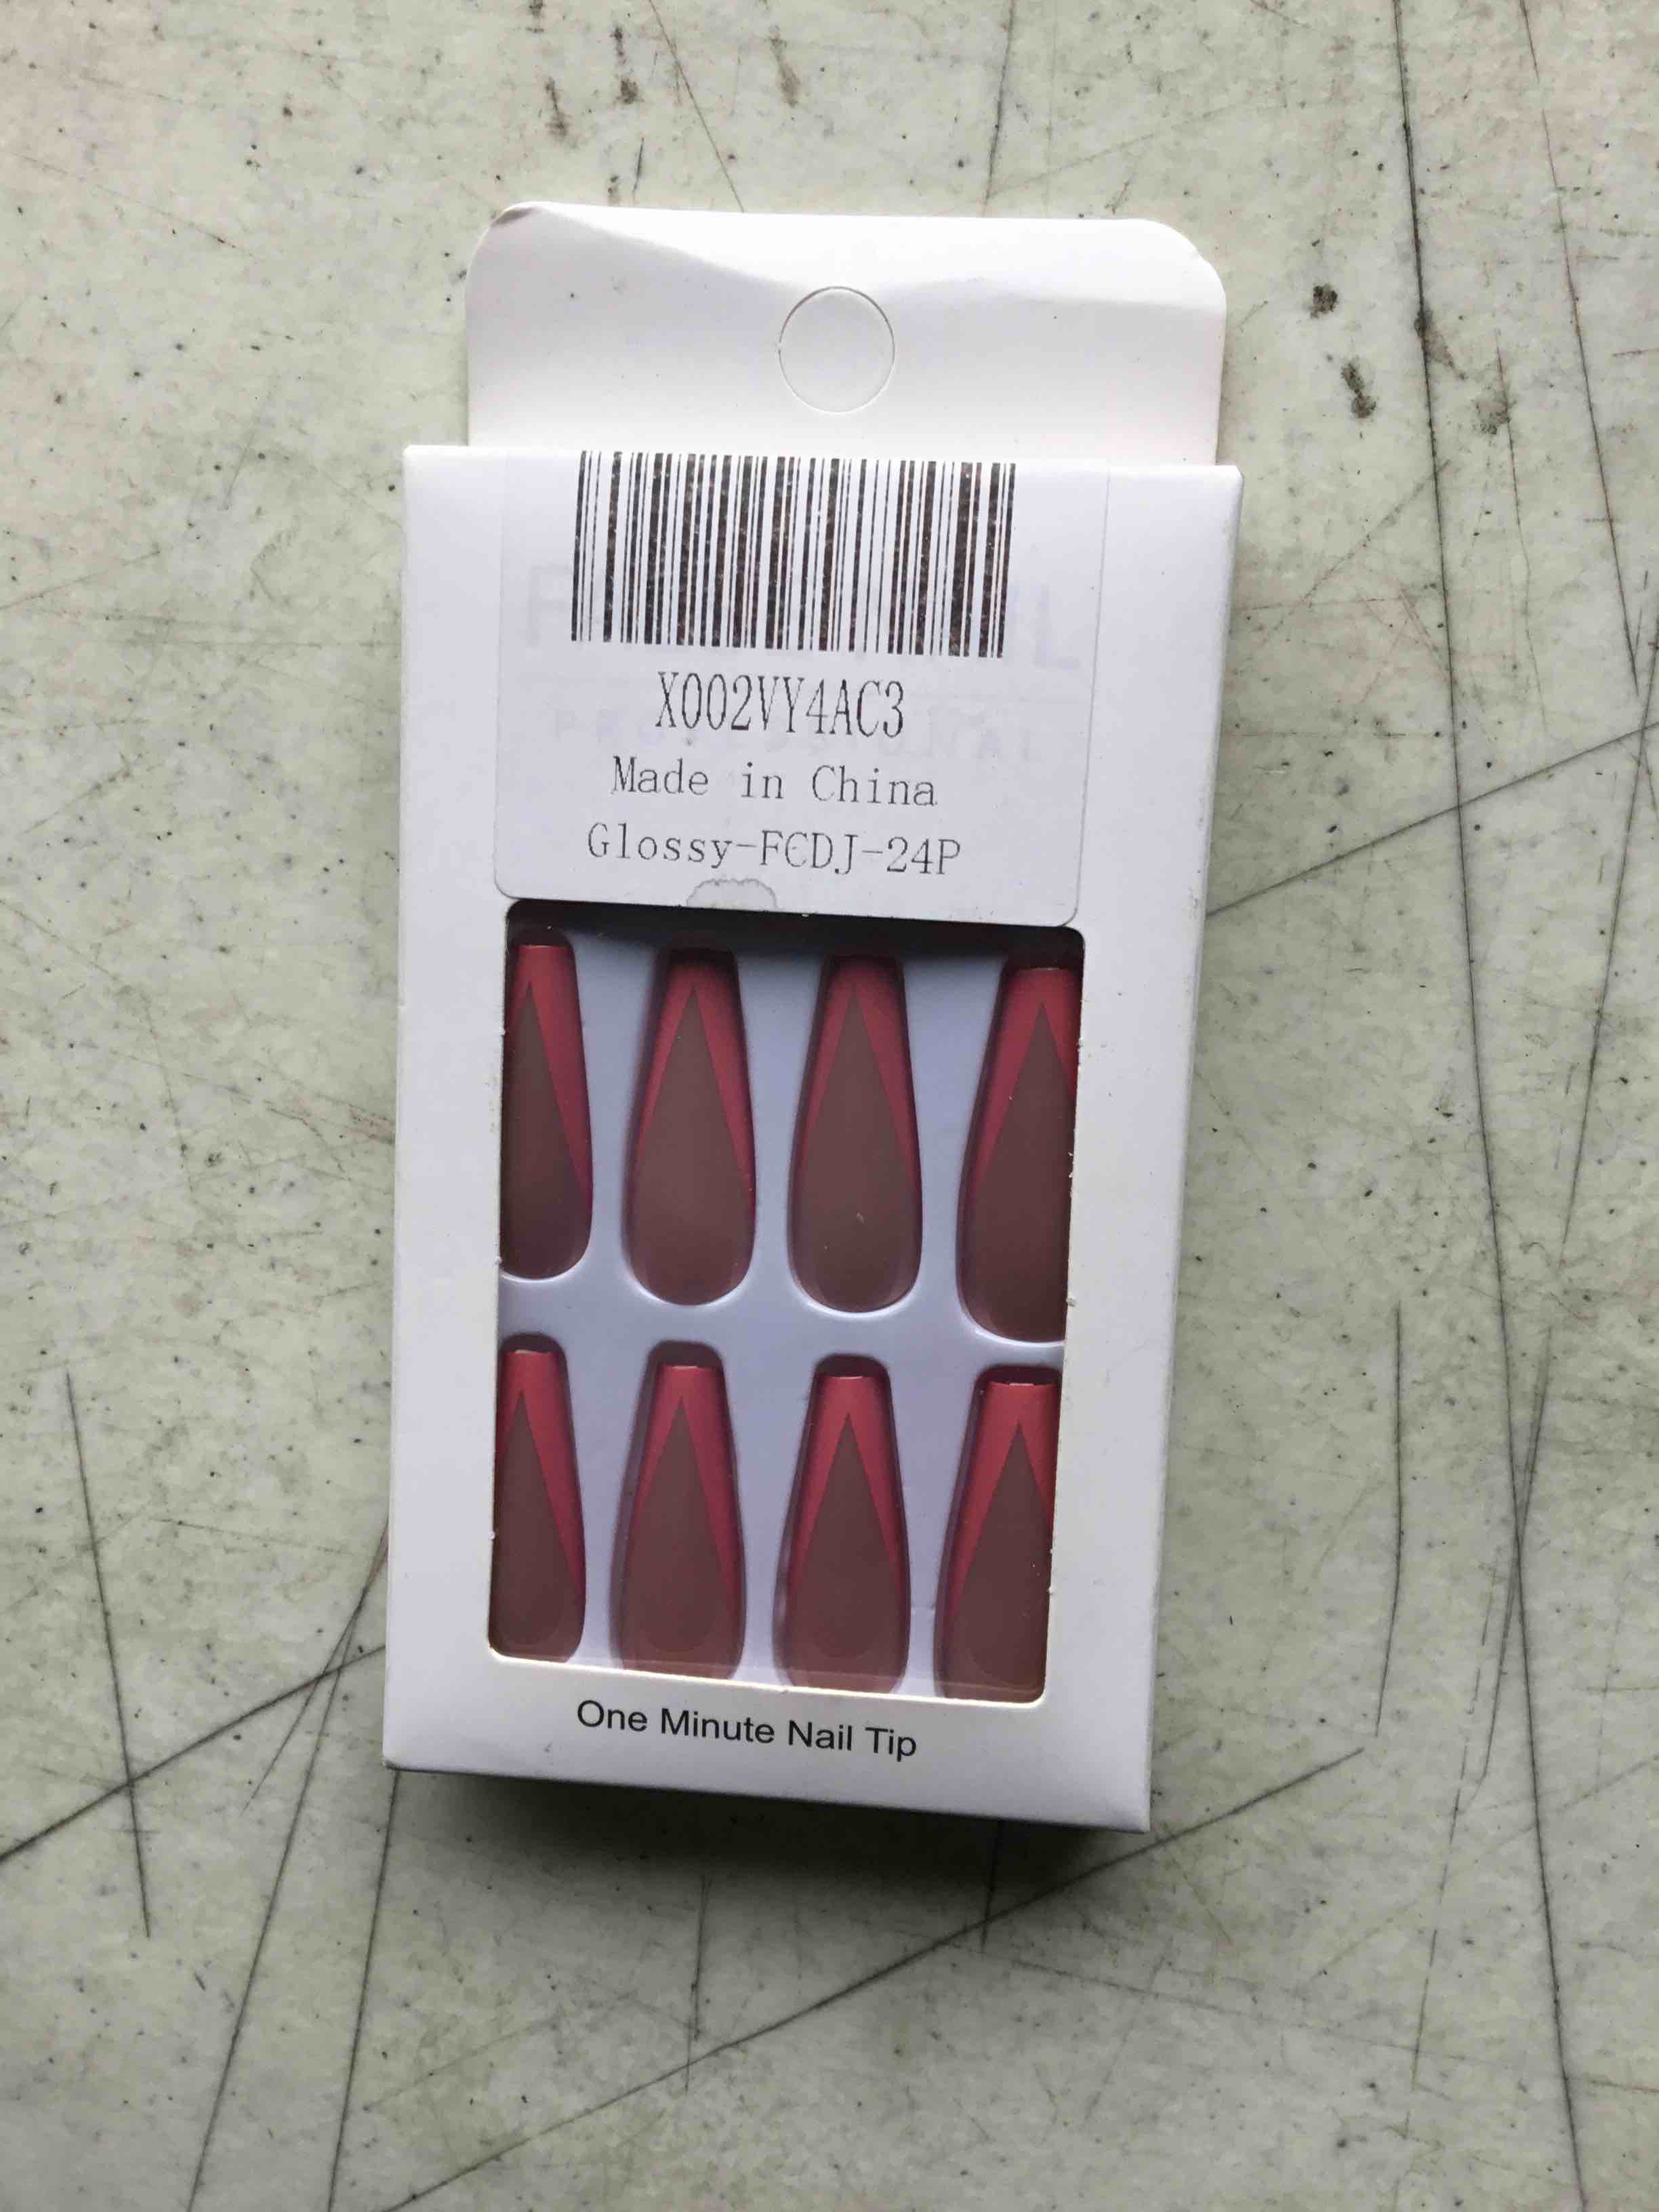 X002VY4AC3
Made in China
Glossy-FCDJ-24P
One Minute Nail Tip